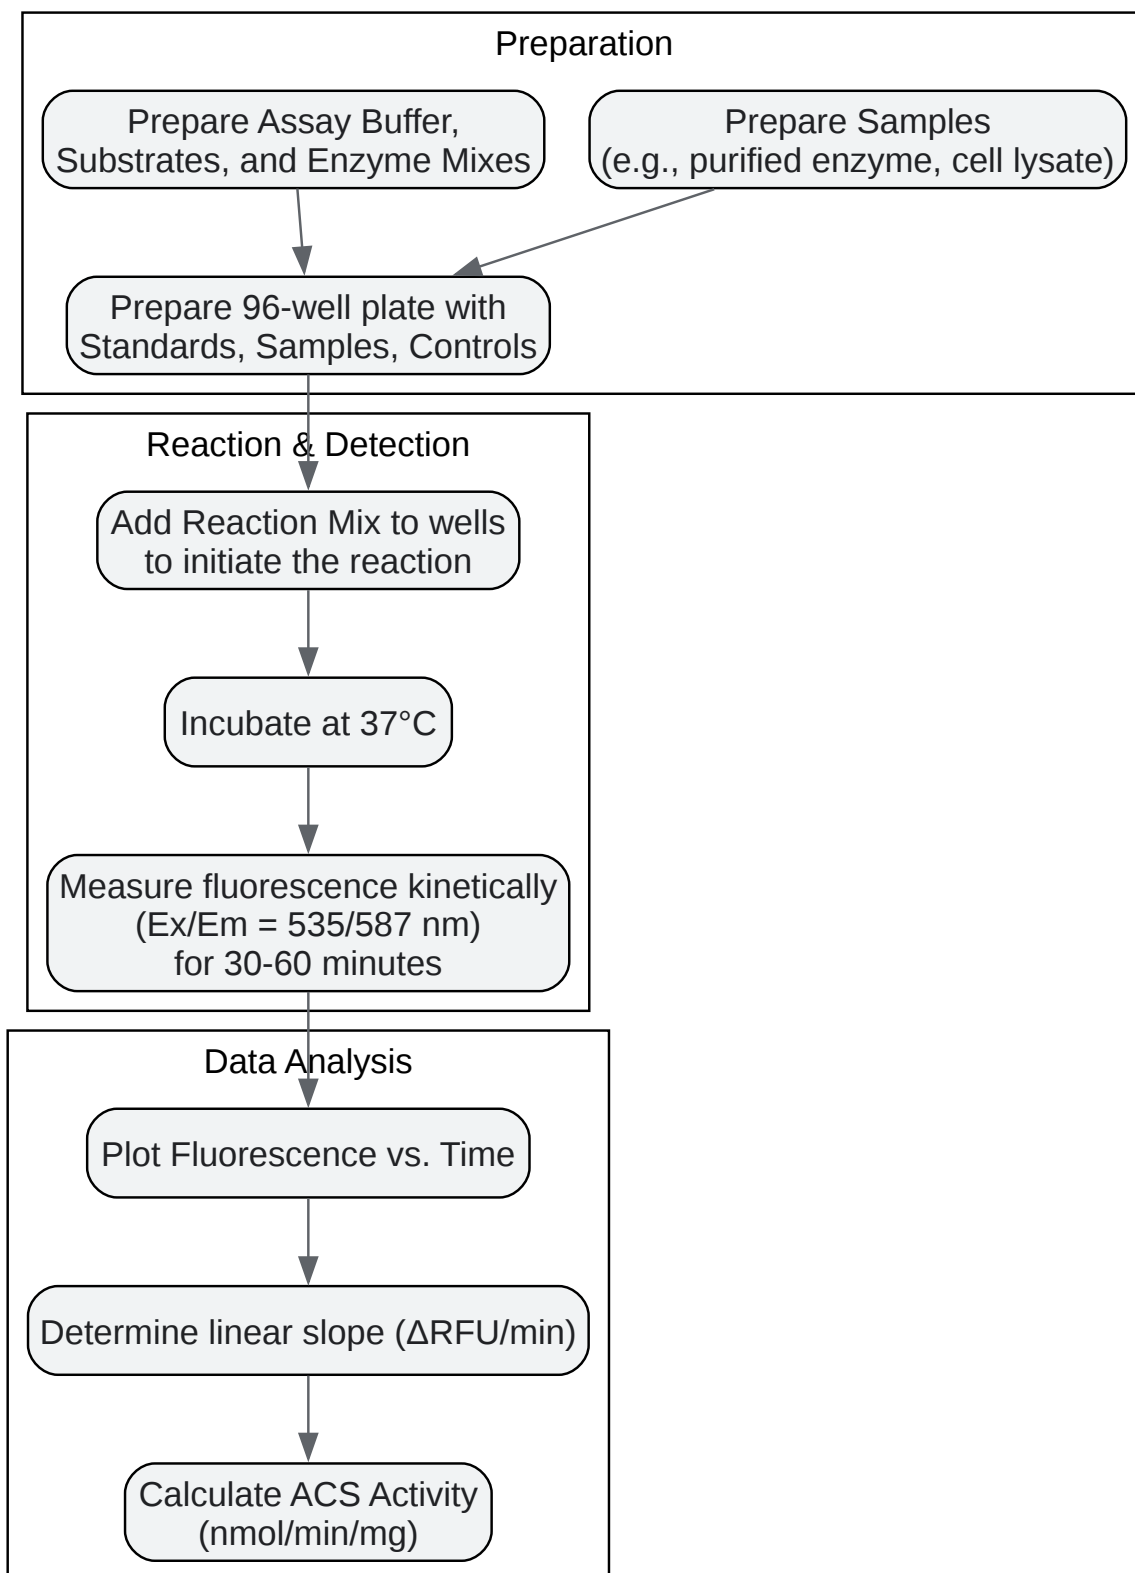 Preparation
Prepare Assay Buffer,
Substrates, and Enzyme Mixes
Prepare Samples
(e.g., purified enzyme, cell lysate)
Prepare 96-well plate with
Standards, Samples, Controls
Reaction & Detection
Add Reaction Mix to wells
to initiate the reaction
Incubate at 37°C
Measure fluorescence kinetically
(Ex/Em = 535/587 nm)
for 30-60 minutes
Data Analysis
Plot Fluorescence vs. Time
Determine linear slope (ΔRFU/min)
Calculate ACS Activity
(nmol/min/mg)